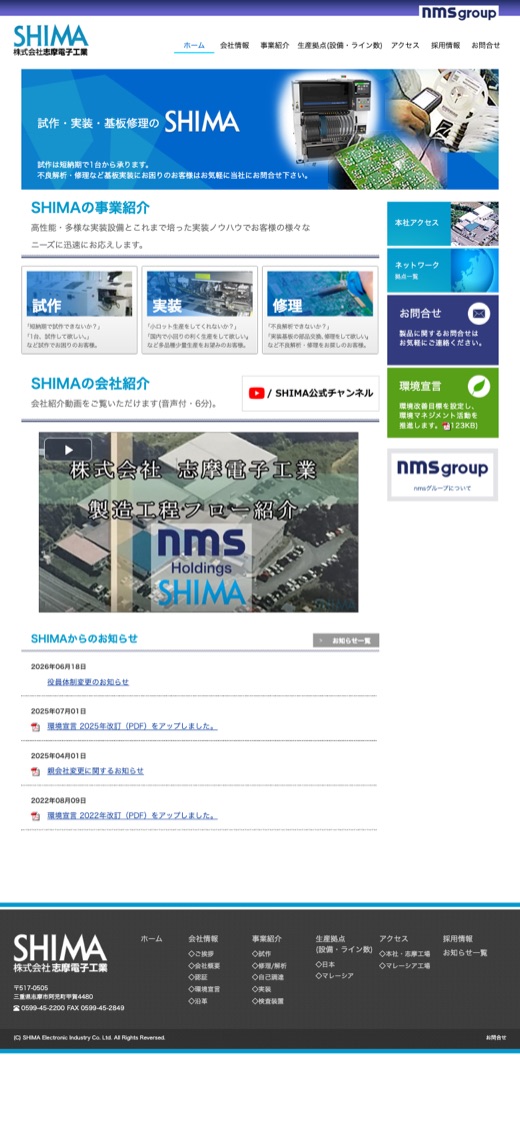 nms group
SHIMA
株式会社志摩電子工業
ホーム 会社情報 事業紹介 生産拠点(設備・ライン数) アクセス 採用情報 お問合せ
試作・実装・基板修理の SHIMA
試作は短納期で1台から承ります。
不良解析・修理など基板実装にお困りのお客様はお気軽に当社にお問合せ下さい。
SHIMAの事業紹介
高性能・多様な実装設備とこれまで培った実装ノウハウでお客様の様々な
ニーズに迅速にお応えします。
試作
「短納期で試作できないか？」
「1台、試作して欲しい。」
など試作でお困りのお客様。
実装
「小ロット生産をしてくれないか？」
「国内で小回りの利く生産をして欲しい」
など多品種少量生産をお望みのお客様。
修理
「不良解析できないか？」
「実装基板の部品交換、修理をして欲しい」
など不良解析・修理をお探しのお客様。
本社アクセス
ネットワーク
拠点一覧
お問合せ
製品に関するお問合せは
お気軽にご連絡ください。
環境宣言
環境改善目標を設定し、
環境マネジメント活動を
推進します。 123KB)
nms group
nmsグループについて
SHIMAの会社紹介
会社紹介動画をご覧いただけます(音声付・6分)。
/ SHIMA公式チャンネル
株式会社 志摩電子工業
製造工程フロー紹介
nms
Holdings
SHIMA
SHIMAからのお知らせ
お知らせ一覧
2026年06月18日
役員体制変更のお知らせ
2025年07月01日
環境宣言 2025年改訂（PDF）をアップしました。
2025年04月01日
親会社変更に関するお知らせ
2022年08月09日
環境宣言 2022年改訂（PDF）をアップしました。
SHIMA
株式会社志摩電子工業
〒517-0505
三重県志摩市阿児町甲賀4480
☎ 0599-45-2200 FAX 0599-45-2849
ホーム
会社情報
◇ご挨拶
◇会社概要
◇認証
◇環境宣言
◇沿革
事業紹介
◇試作
◇修理/解析
◇自己調達
◇実装
◇検査装置
生産拠点
(設備・ライン数)
◇日本
◇マレーシア
アクセス
◇本社・志摩工場
◇マレーシア工場
採用情報
お知らせ一覧
(C) SHIMA Electronic Industry Co. Ltd. All Rights Reversed.
お問合せ